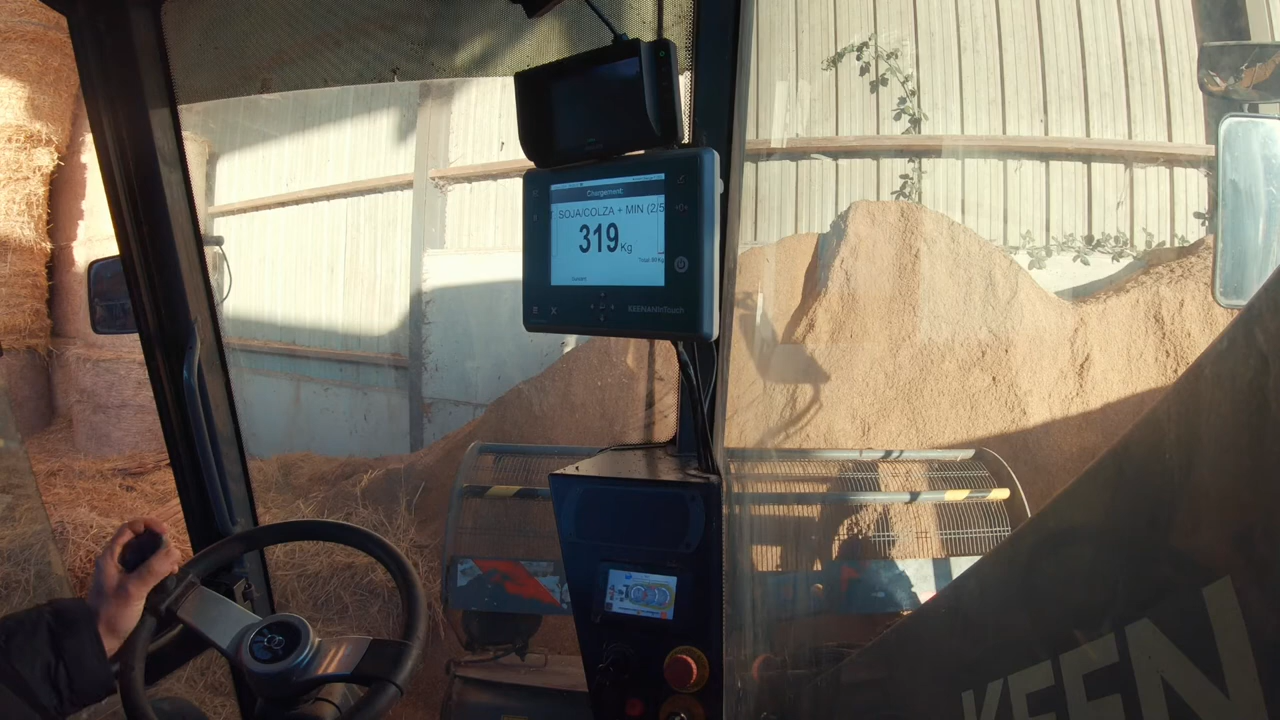 Chargement:
SOJA/COLZA + MIN (2/5
319 Kg
KEENANInTouch
KEEN